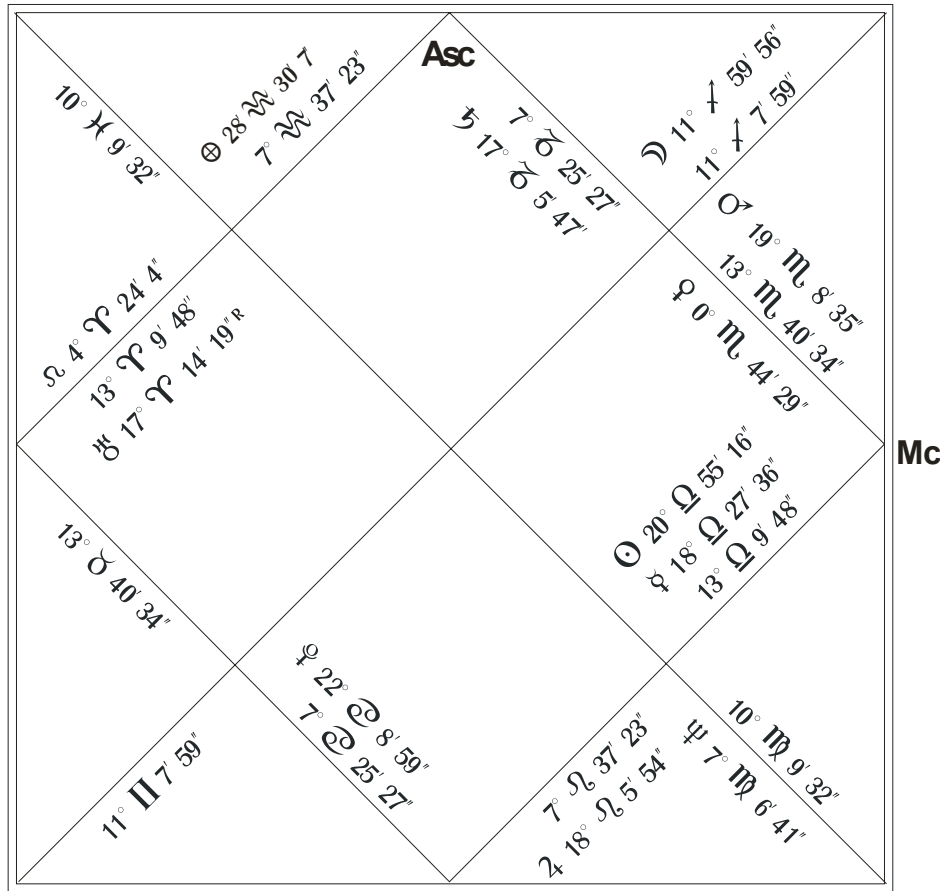 Asc
7° ♑ 25' 27"
♄ 17° ♑ 5' 47"
⊕ 28° ♒ 30' 7"
7° ♒ 37' 23"
10° ♓ 9' 32"
☊ 4° ♈ 24' 4"
13° ♈ 9' 48"
♅ 17° ♈ 14' 19" R
13° ♉ 40' 34"
11° ♊ 7' 59"
♇ 22° ♋ 8' 59"
7° ♋ 25' 27"
7° ♌ 37' 23"
♃ 18° ♌ 5' 54"
♆ 7° ♍ 6' 41"
10° ♍ 9' 32"
☉ 20° ♎ 55' 16"
☿ 18° ♎ 27' 36"
13° ♎ 9' 48"
Mc
♀ 0° ♏ 44' 29"
13° ♏ 40' 34"
♂ 19° ♏ 8' 35"
☽ 11° ♐ 59' 56"
11° ♐ 7' 59"